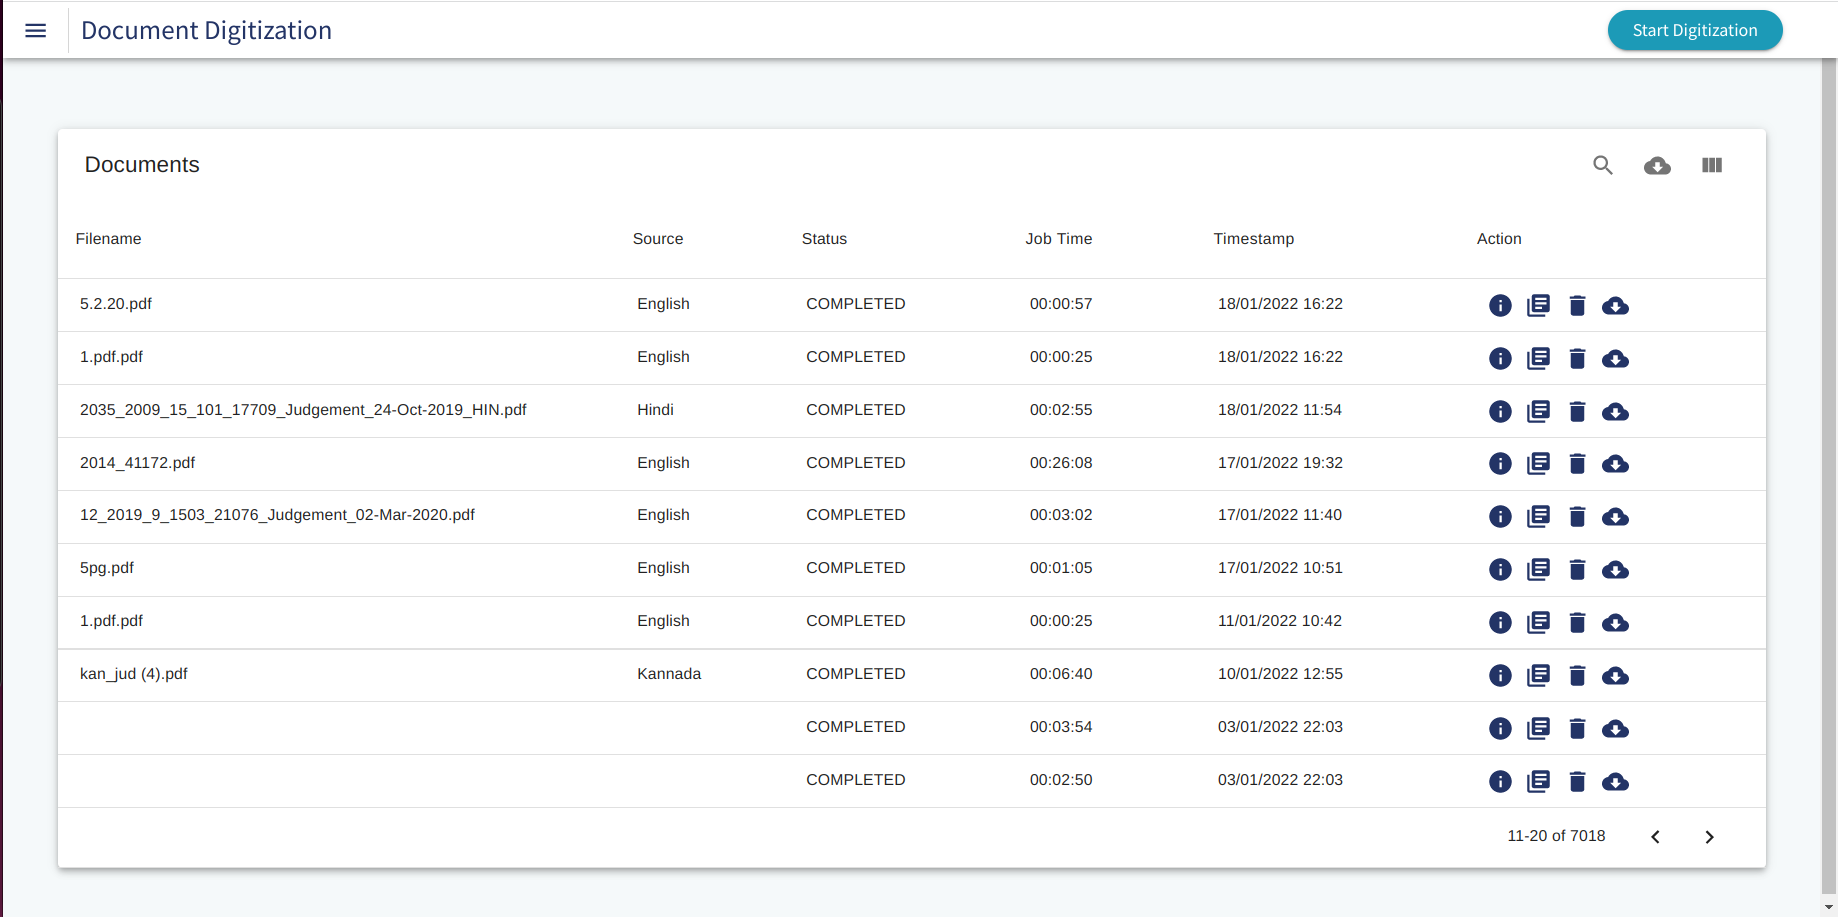 Document Digitization
Start Digitization
Documents
Filename Source Status Job Time Timestamp Action
5.2.20.pdf English COMPLETED 00:00:57 18/01/2022 16:22
1.pdf.pdf English COMPLETED 00:00:25 18/01/2022 16:22
2035_2009_15_101_17709_Judgement_24-Oct-2019_HIN.pdf Hindi COMPLETED 00:02:55 18/01/2022 11:54
2014_41172.pdf English COMPLETED 00:26:08 17/01/2022 19:32
12_2019_9_1503_21076_Judgement_02-Mar-2020.pdf English COMPLETED 00:03:02 17/01/2022 11:40
5pg.pdf English COMPLETED 00:01:05 17/01/2022 10:51
1.pdf.pdf English COMPLETED 00:00:25 11/01/2022 10:42
kan_jud (4).pdf Kannada COMPLETED 00:06:40 10/01/2022 12:55
COMPLETED 00:03:54 03/01/2022 22:03
COMPLETED 00:02:50 03/01/2022 22:03
11-20 of 7018